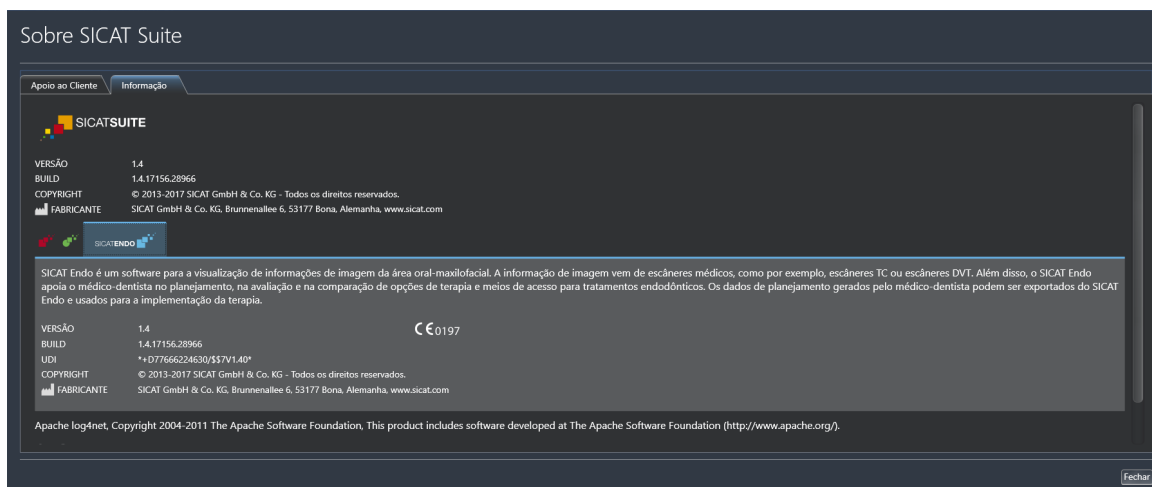 Sobre SICAT Suite
Apoio ao Cliente
Informação
SICATSUITE
VERSÃO 1.4
BUILD 1.4.17156.28966
COPYRIGHT © 2013-2017 SICAT GmbH & Co. KG - Todos os direitos reservados.
FABRICANTE SICAT GmbH & Co. KG, Brunnenallee 6, 53177 Bona, Alemanha, www.sicat.com
SICATENDO
SICAT Endo é um software para a visualização de informações de imagem da área oral-maxilofacial. A informação de imagem vem de escâneres médicos, como por exemplo, escâneres TC ou escâneres DVT. Além disso, o SICAT Endo
apoia o médico-dentista no planejamento, na avaliação e na comparação de opções de terapia e meios de acesso para tratamentos endodônticos. Os dados de planejamento gerados pelo médico-dentista podem ser exportados do SICAT
Endo e usados para a implementação da terapia.
VERSÃO 1.4 CE0197
BUILD 1.4.17156.28966
UDI *+D77666224630/$$7V1.40*
COPYRIGHT © 2013-2017 SICAT GmbH & Co. KG - Todos os direitos reservados.
FABRICANTE SICAT GmbH & Co. KG, Brunnenallee 6, 53177 Bona, Alemanha, www.sicat.com
Apache log4net, Copyright 2004-2011 The Apache Software Foundation, This product includes software developed at The Apache Software Foundation (http://www.apache.org/).
Fechar